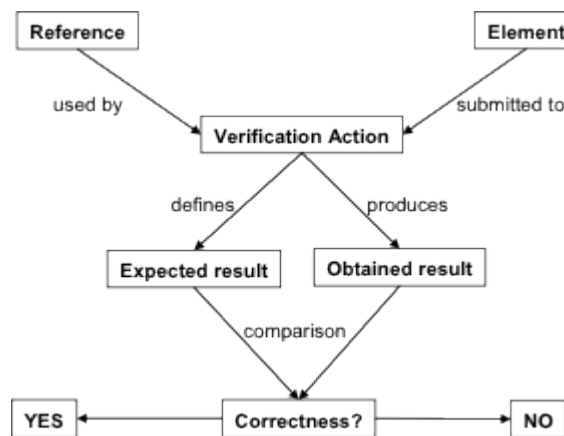 Reference
Element
used by
submitted to
Verification Action
defines
produces
Expected result
Obtained result
comparison
YES
Correctness?
NO